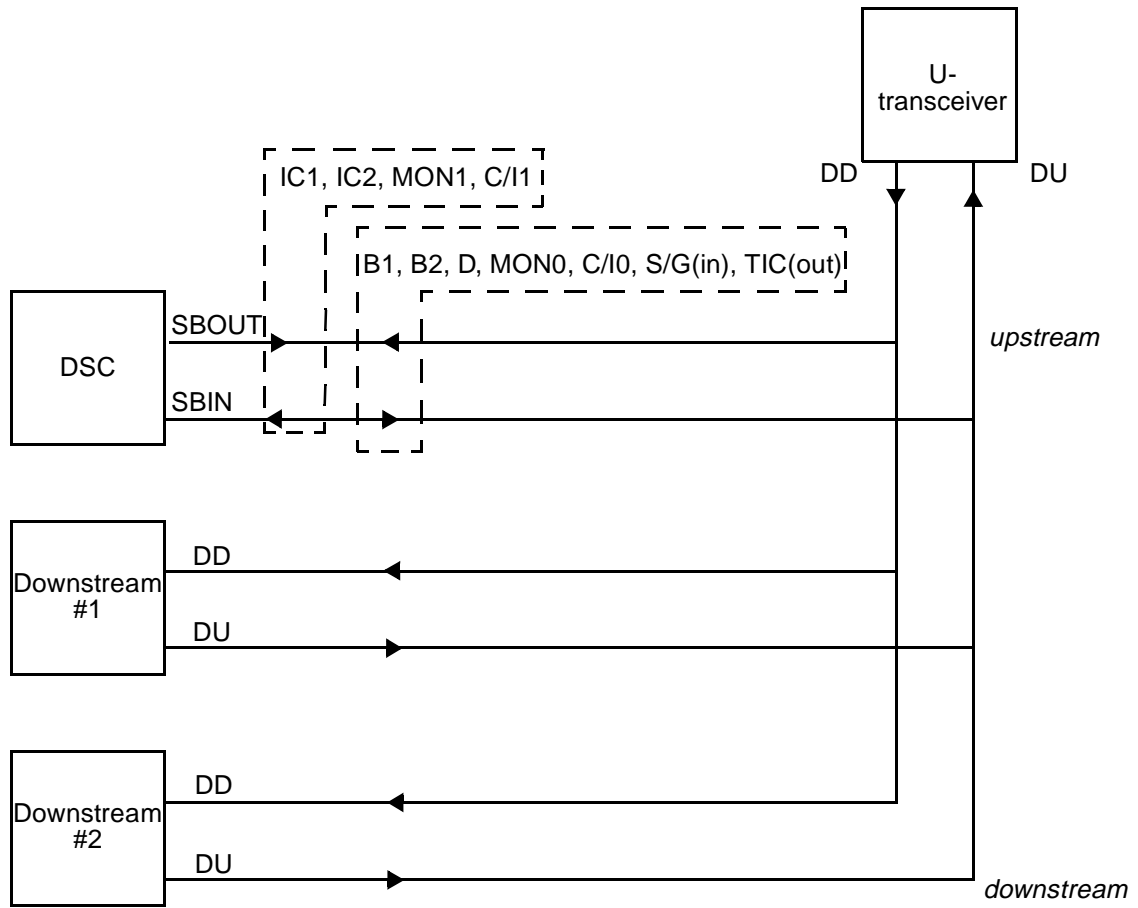 U-
transceiver
DD
DU
IC1, IC2, MON1, C/I1
B1, B2, D, MON0, C/I0, S/G(in), TIC(out)
SBOUT
upstream
DSC
SBIN
DD
Downstream
#1
DU
DD
Downstream
#2
DU
downstream